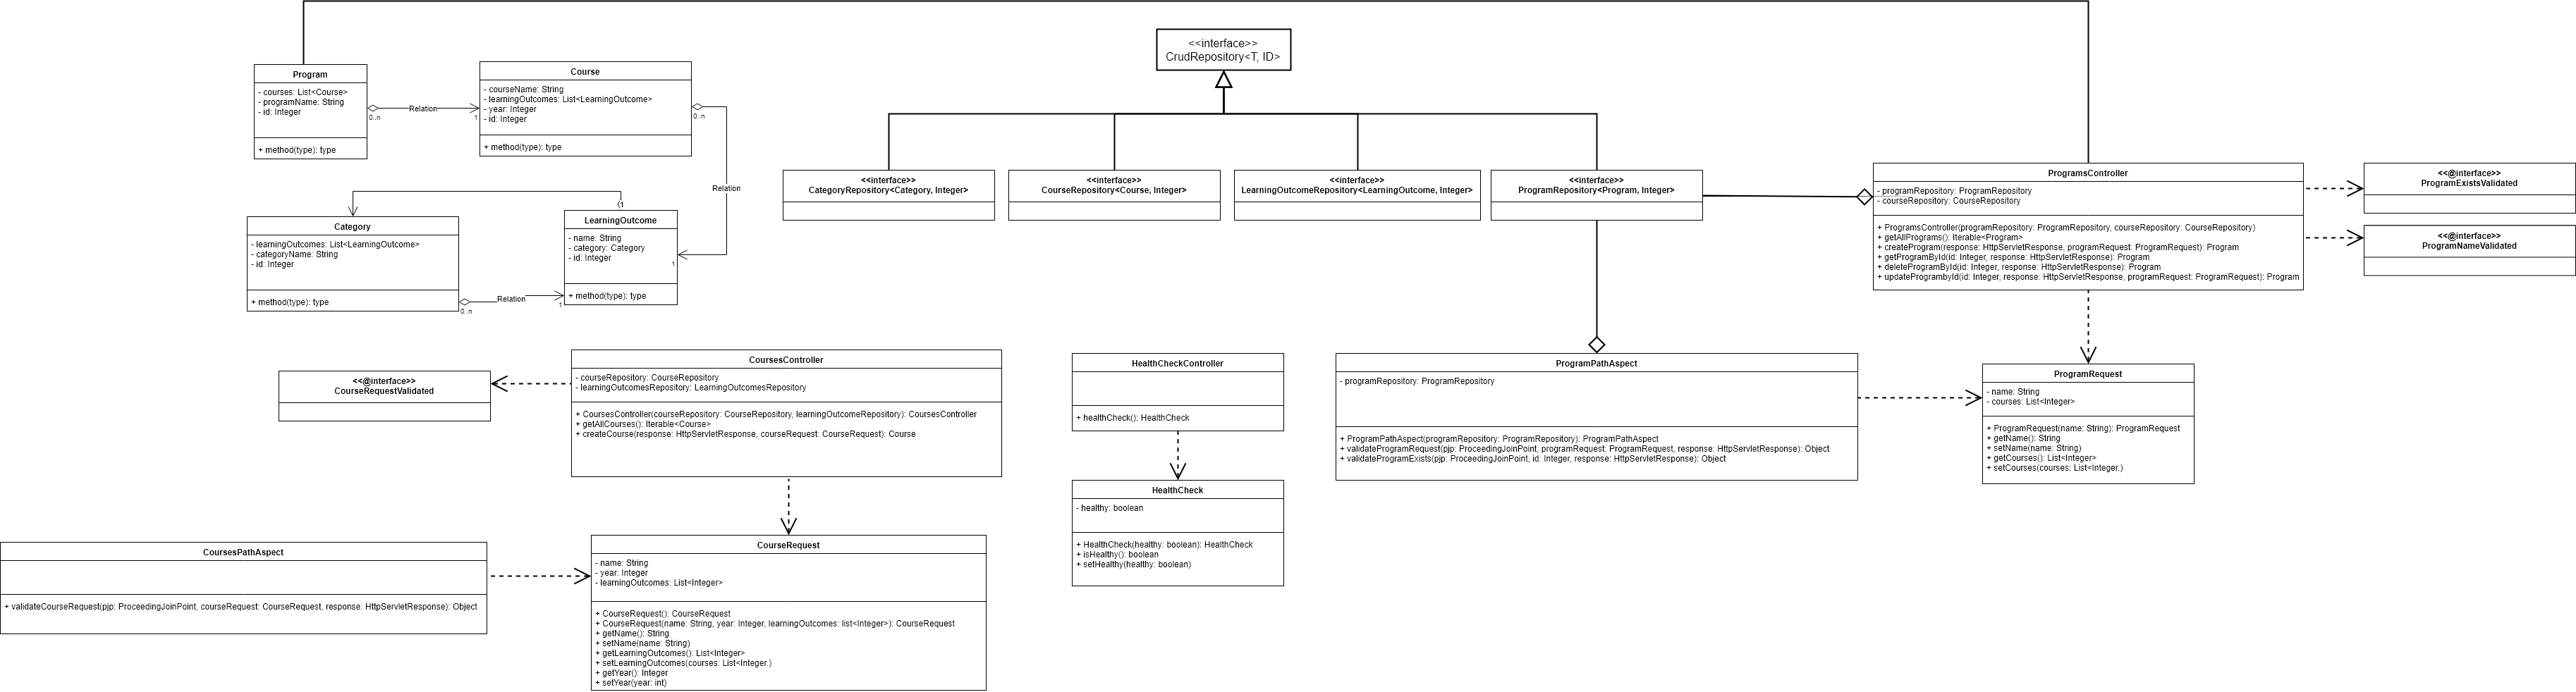 <<interface>>
CrudRepository<T, ID>
Program
- courses: List<Course>
- programName: String
- id: Integer
+ method(type): type
0..n
Relation
1
Course
- courseName: String
- learningOutcomes: List<LearningOutcome>
- year: Integer
- id: Integer
+ method(type): type
0..n
Relation
<<interface>>
CategoryRepository<Category, Integer>
<<interface>>
CourseRepository<Course, Integer>
<<interface>>
LearningOutcomeRepository<LearningOutcome, Integer>
<<interface>>
ProgramRepository<Program, Integer>
ProgramsController
- programRepository: ProgramRepository
- courseRepository: CourseRepository
+ ProgramsController(programRepository: ProgramRepository, courseRepository: CourseRepository)
+ getAllPrograms(): Iterable<Program>
+ createProgram(response: HttpServletResponse, programRequest: ProgramRequest): Program
+ getProgramById(id: Integer, response: HttpServletResponse): Program
+ deleteProgramById(id: Integer, response: HttpServletResponse): Program
+ updateProgrambyId(id: Integer, response: HttpServletResponse, programRequest: ProgramRequest): Program
<<@interface>>
ProgramExistsValidated
<<@interface>>
ProgramNameValidated
Category
- learningOutcomes: List<LearningOutcome>
- categoryName: String
- id: Integer
+ method(type): type
0..n
Relation
1
1
LearningOutcome
- name: String
- category: Category
- id: Integer
+ method(type): type
1
<<@interface>>
CourseRequestValidated
CoursesController
- courseRepository: CourseRepository
- learningOutcomesRepository: LearningOutcomesRepository
+ CoursesController(courseRepository: CourseRepository, learningOutcomeRepository): CoursesController
+ getAllCourses(): Iterable<Course>
+ createCourse(response: HttpServletResponse, courseRequest: CourseRequest): Course
HealthCheckController
+ healthCheck(): HealthCheck
ProgramPathAspect
- programRepository: ProgramRepository
+ ProgramPathAspect(programRepository: ProgramRepository): ProgramPathAspect
+ validateProgramRequest(pjp: ProceedingJoinPoint, programRequest: ProgramRequest, response: HttpServletResponse): Object
+ validateProgramExists(pjp: ProceedingJoinPoint, id: Integer, response: HttpServletResponse): Object
ProgramRequest
- name: String
- courses: List<Integer>
+ ProgramRequest(name: String): ProgramRequest
+ getName(): String
+ setName(name: String)
+ getCourses(): List<Integer>
+ setCourses(courses: List<Integer.)
HealthCheck
- healthy: boolean
+ HealthCheck(healthy: boolean): HealthCheck
+ isHealthy(): boolean
+ setHealthy(healthy: boolean)
CoursesPathAspect
+ validateCourseRequest(pjp: ProceedingJoinPoint, courseRequest: CourseRequest, response: HttpServletResponse): Object
CourseRequest
- name: String
- year: Integer
- learningOutcomes: List<Integer>
+ CourseRequest(): CourseRequest
+ CourseRequest(name: String, year: Integer, learningOutcomes: list<Integer>): CourseRequest
+ getName(): String
+ setName(name: String)
+ getLearningOutcomes(): List<Integer>
+ setLearningOutcomes(courses: List<Integer.)
+ getYear(): Integer
+ setYear(year: int)